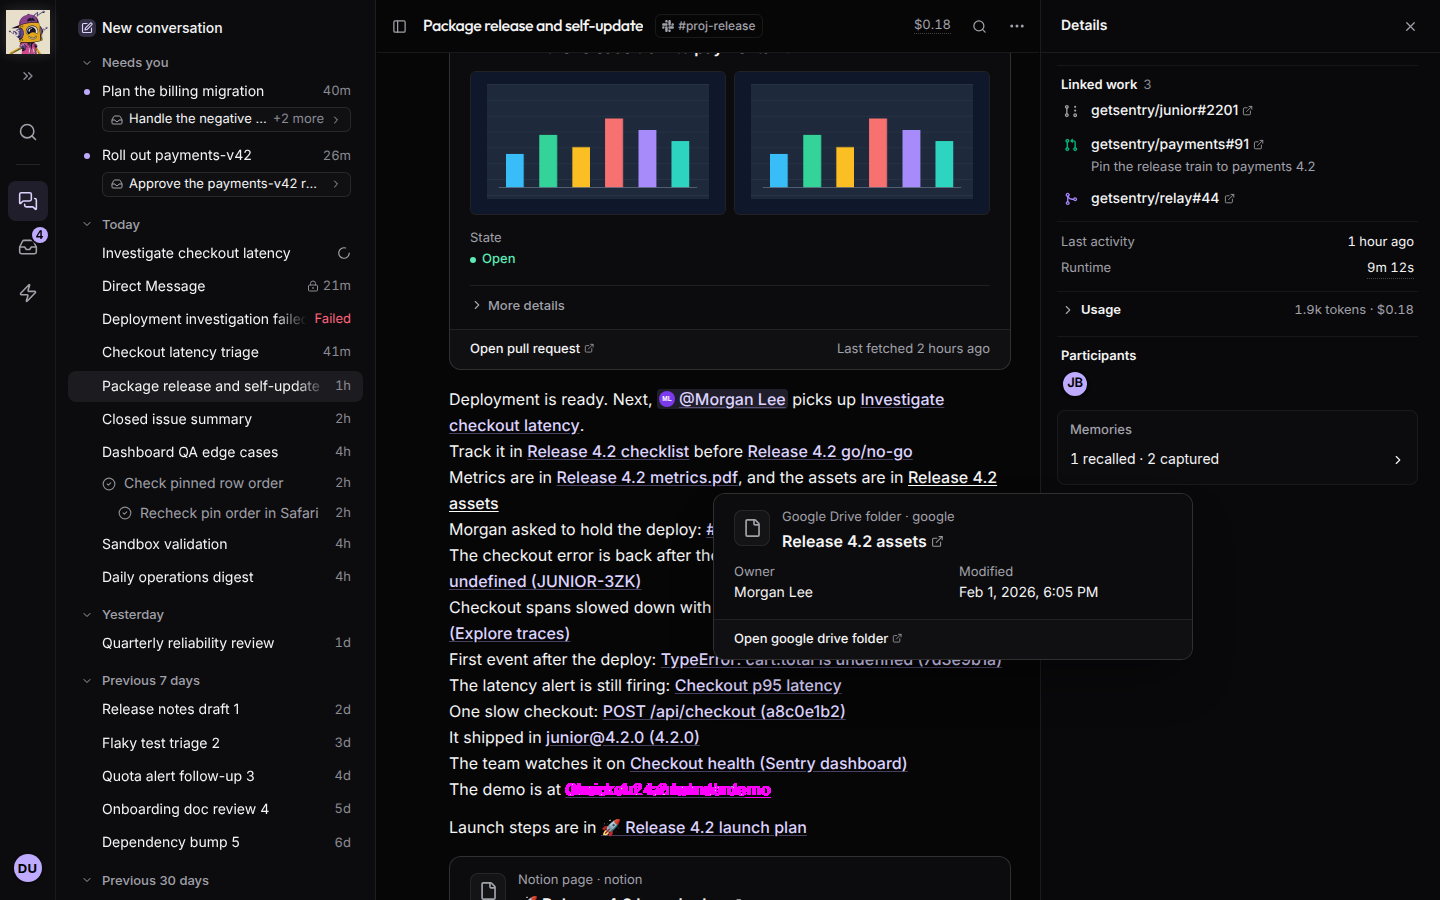 New conversation
Needs you
Plan the billing migration 40m
Handle the negative ... +2 more
Roll out payments-v42 26m
Approve the payments-v42 r...
Today
Investigate checkout latency
Direct Message 21m
Deployment investigation failed Failed
Checkout latency triage 41m
Package release and self-update 1h
Closed issue summary 2h
Dashboard QA edge cases 4h
Check pinned row order 2h
Recheck pin order in Safari 2h
Sandbox validation 4h
Daily operations digest 4h
Yesterday
Quarterly reliability review 1d
Previous 7 days
Release notes draft 1 2d
Flaky test triage 2 3d
Quota alert follow-up 3 4d
Onboarding doc review 4 5d
Dependency bump 5 6d
Previous 30 days
4
DU
Package release and self-update #proj-release $0.18
State
Open
More details
Open pull request Last fetched 2 hours ago
Deployment is ready. Next, ML @Morgan Lee picks up Investigate
checkout latency.
Track it in Release 4.2 checklist before Release 4.2 go/no-go
Metrics are in Release 4.2 metrics.pdf, and the assets are in Release 4.2
assets
Morgan asked to hold the deploy: #
The checkout error is back after the
undefined (JUNIOR-3ZK)
Checkout spans slowed down with
(Explore traces)
First event after the deploy: TypeError: cart.total is undefined (7d3e9b1a)
The latency alert is still firing: Checkout p95 latency
One slow checkout: POST /api/checkout (a8c0e1b2)
It shipped in junior@4.2.0 (4.2.0)
The team watches it on Checkout health (Sentry dashboard)
The demo is at
Launch steps are in 🚀 Release 4.2 launch plan
Notion page · notion
Google Drive folder · google
Release 4.2 assets
Owner Modified
Morgan Lee Feb 1, 2026, 6:05 PM
Open google drive folder
Details
Linked work 3
getsentry/junior#2201
getsentry/payments#91
Pin the release train to payments 4.2
getsentry/relay#44
Last activity 1 hour ago
Runtime 9m 12s
Usage 1.9k tokens · $0.18
Participants
JB
Memories
1 recalled · 2 captured